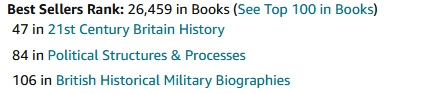 Best Sellers Rank: 26,459 in Books (See Top 100 in Books)
47 in 21st Century Britain History
84 in Political Structures & Processes
106 in British Historical Military Biographies